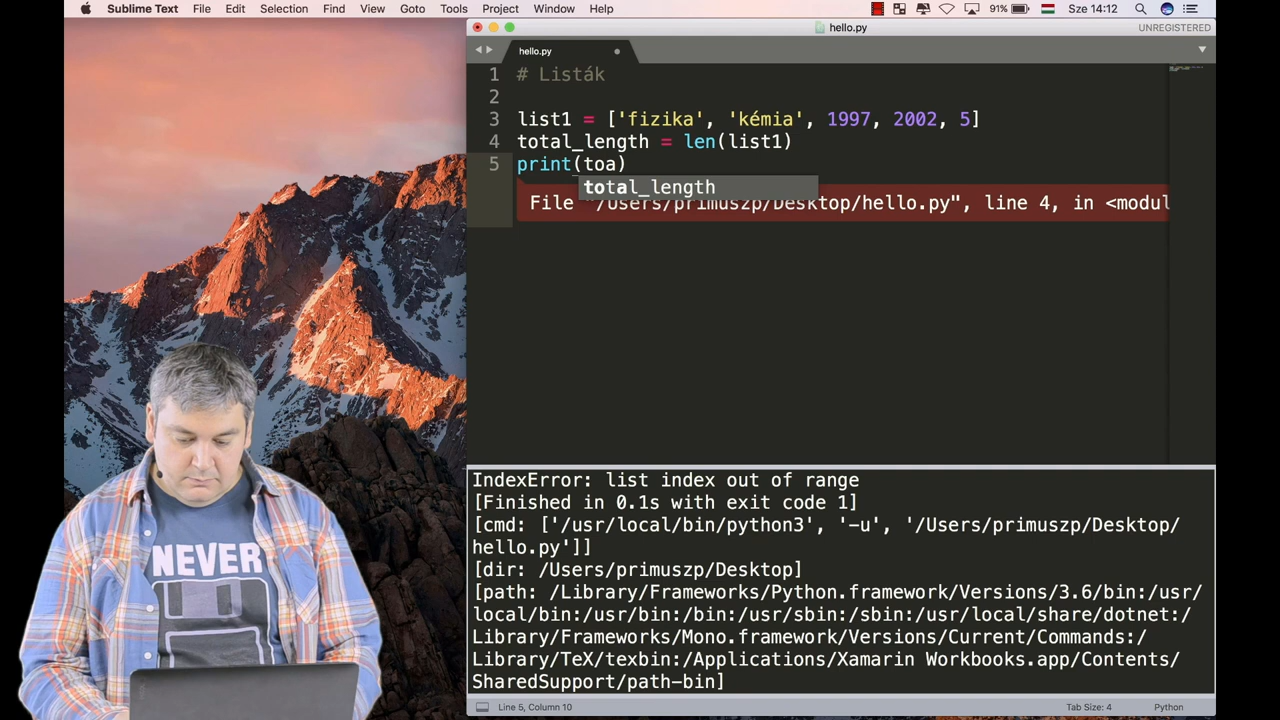 Sublime Text File Edit Selection Find View Goto Tools Project Window Help 91% Sze 14:12
hello.py UNREGISTERED
hello.py
1 # Listák
2
3 list1 = ['fizika', 'kémia', 1997, 2002, 5]
4 total_length = len(list1)
5 print(toa)
total_length
File "/Users/primuszp/Desktop/hello.py", line 4, in <modul
IndexError: list index out of range
[Finished in 0.1s with exit code 1]
[cmd: ['/usr/local/bin/python3', '-u', '/Users/primuszp/Desktop/
hello.py']]
[dir: /Users/primuszp/Desktop]
[path: /Library/Frameworks/Python.framework/Versions/3.6/bin:/usr/
local/bin:/usr/bin:/bin:/usr/sbin:/sbin:/usr/local/share/dotnet:/
Library/Frameworks/Mono.framework/Versions/Current/Commands:/
Library/TeX/texbin:/Applications/Xamarin Workbooks.app/Contents/
SharedSupport/path-bin]
Line 5, Column 10 Tab Size: 4 Python
NEVER